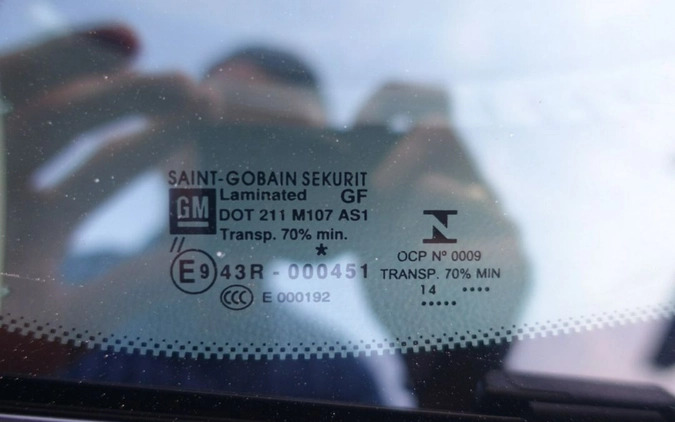 SAINT-GOBAIN SEKURIT
GM
Laminated GF
DOT 211 M107 AS1
Transp. 70% min.
*
E9 43R - 000451
CCC E 000192
OCP Nº 0009
TRANSP. 70% MIN
14 ....
.....